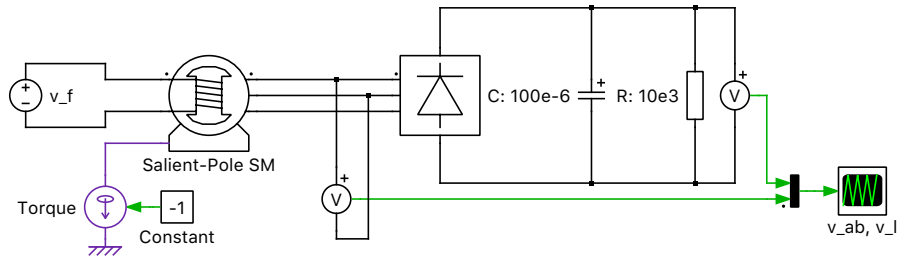 v_f
C: 100e-6
R: 10e3
V
Salient-Pole SM
Torque
-1
Constant
V
v_ab, v_l